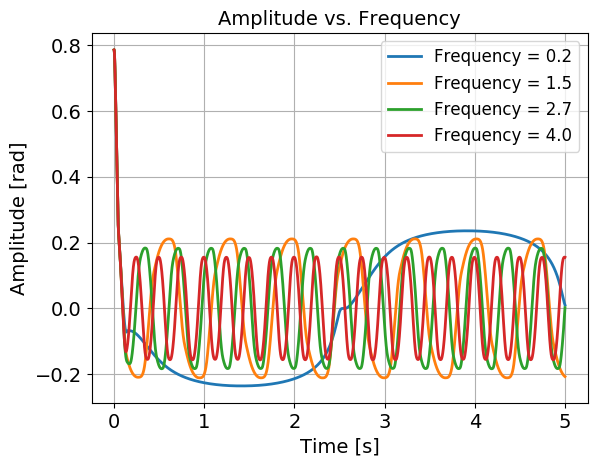 Amplitude vs. Frequency
Frequency = 0.2
Frequency = 1.5
Frequency = 2.7
Frequency = 4.0
Amplitude [rad]
0.8
0.6
0.4
0.2
0.0
−0.2
0 1 2 3 4 5
Time [s]